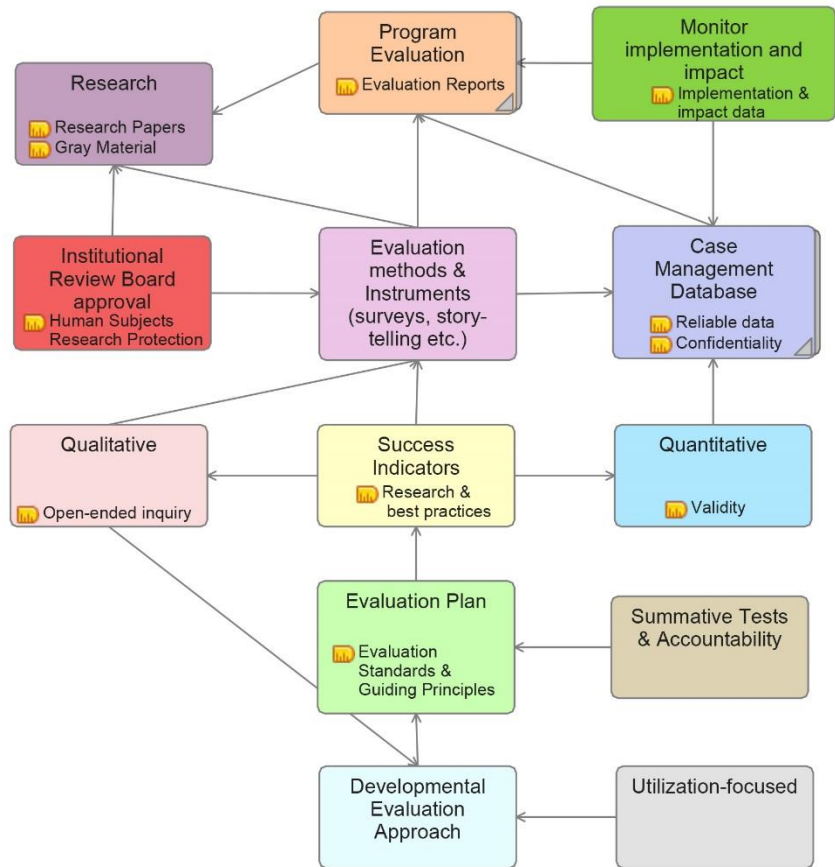 Program
Evaluation
Evaluation Reports
Monitor
implementation and
impact
Implementation &
impact data
Research
Research Papers
Gray Material
Institutional
Review Board
approval
Human Subjects
Research Protection
Evaluation
methods &
Instruments
(surveys, story-
telling etc.)
Case
Management
Database
Reliable data
Confidentiality
Qualitative
Open-ended inquiry
Success
Indicators
Research &
best practices
Quantitative
Validity
Evaluation Plan
Evaluation
Standards &
Guiding Principles
Summative Tests
& Accountability
Developmental
Evaluation
Approach
Utilization-focused